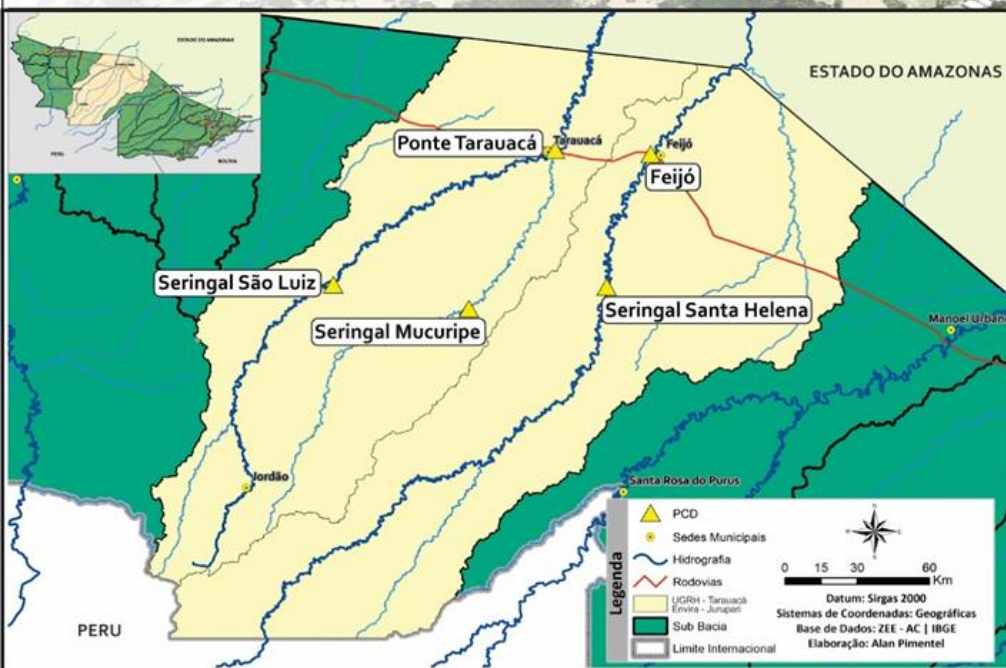 ESTADO DO AMAZONAS
PERU
BOLÍVIA
ESTADO DO AMAZONAS
Ponte Tarauacá
Tarauacá
Feijó
Feijó
Seringal São Luiz
Seringal Mucuripe
Seringal Santa Helena
Manoel Urbano
Jordão
Santa Rosa do Purus
PERU
Legenda
PCD
Sedes Municipais
Hidrografia
Rodovias
UGRH - Tarauacá
Envira - Jurupari
Sub Bacia
Limite Internacional
N
0 15 30 60
Km
Datum: Sirgas 2000
Sistemas de Coordenadas: Geográficas
Base de Dados: ZEE - AC | IBGE
Elaboração: Alan Pimentel